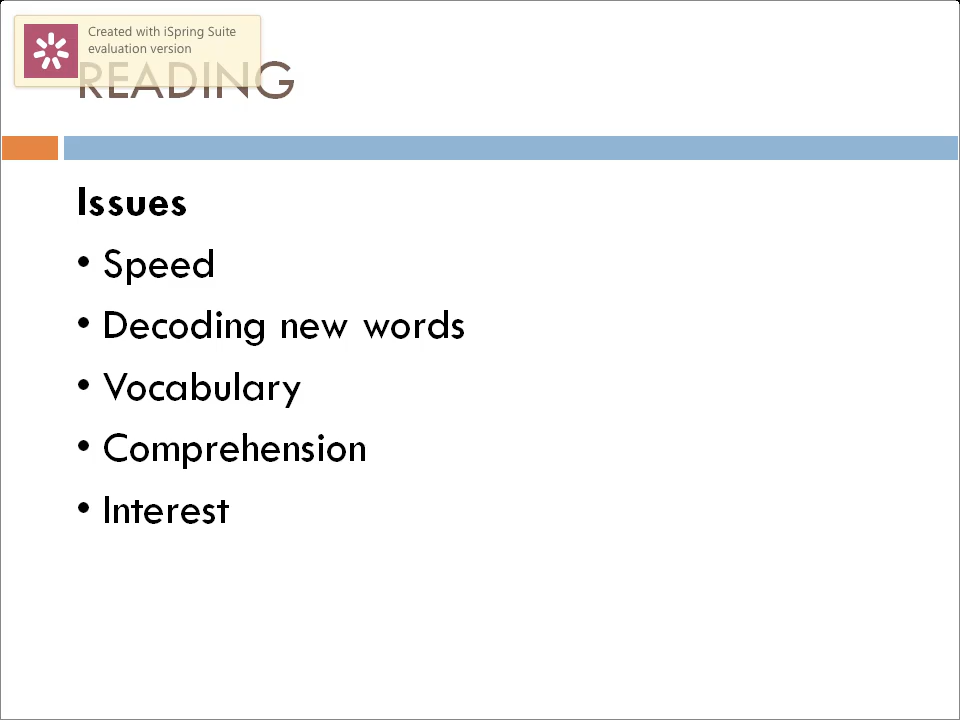 Created with iSpring Suite
evaluation version
READING
Issues
• Speed
• Decoding new words
• Vocabulary
• Comprehension
• Interest